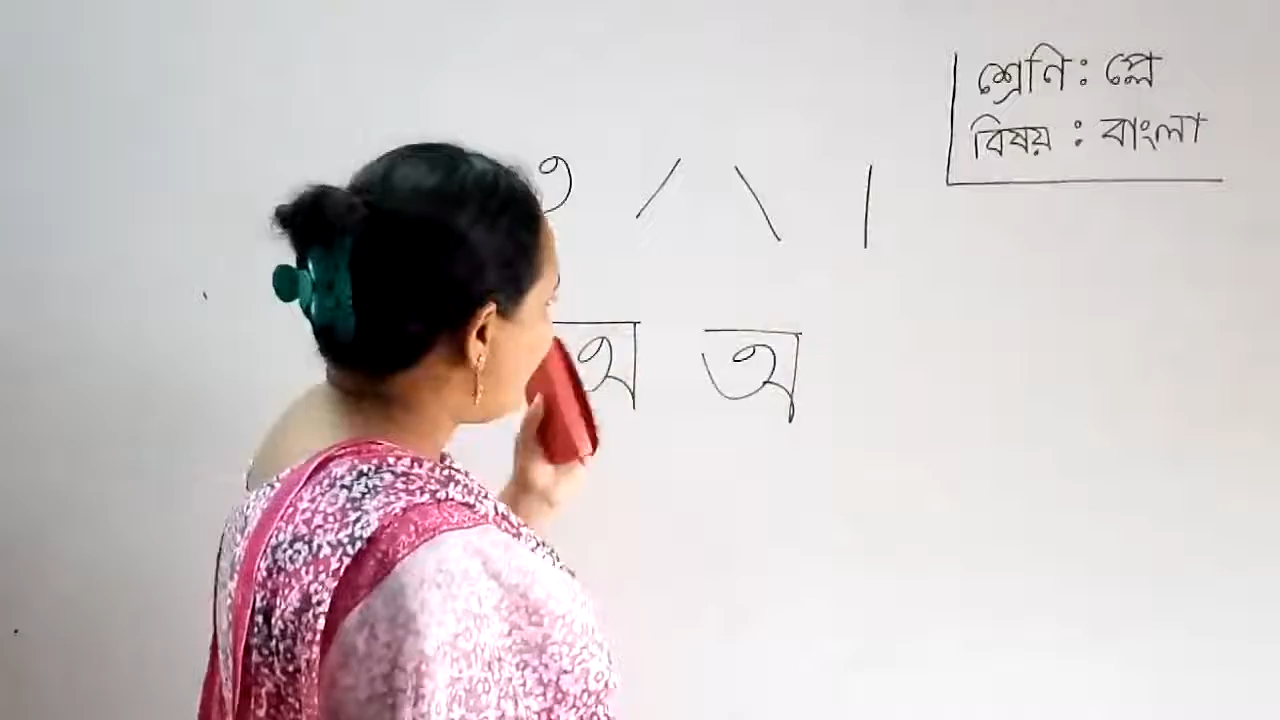 শ্রেণি : প্লে
বিষয় : বাংলা
/ \ |
অ অ